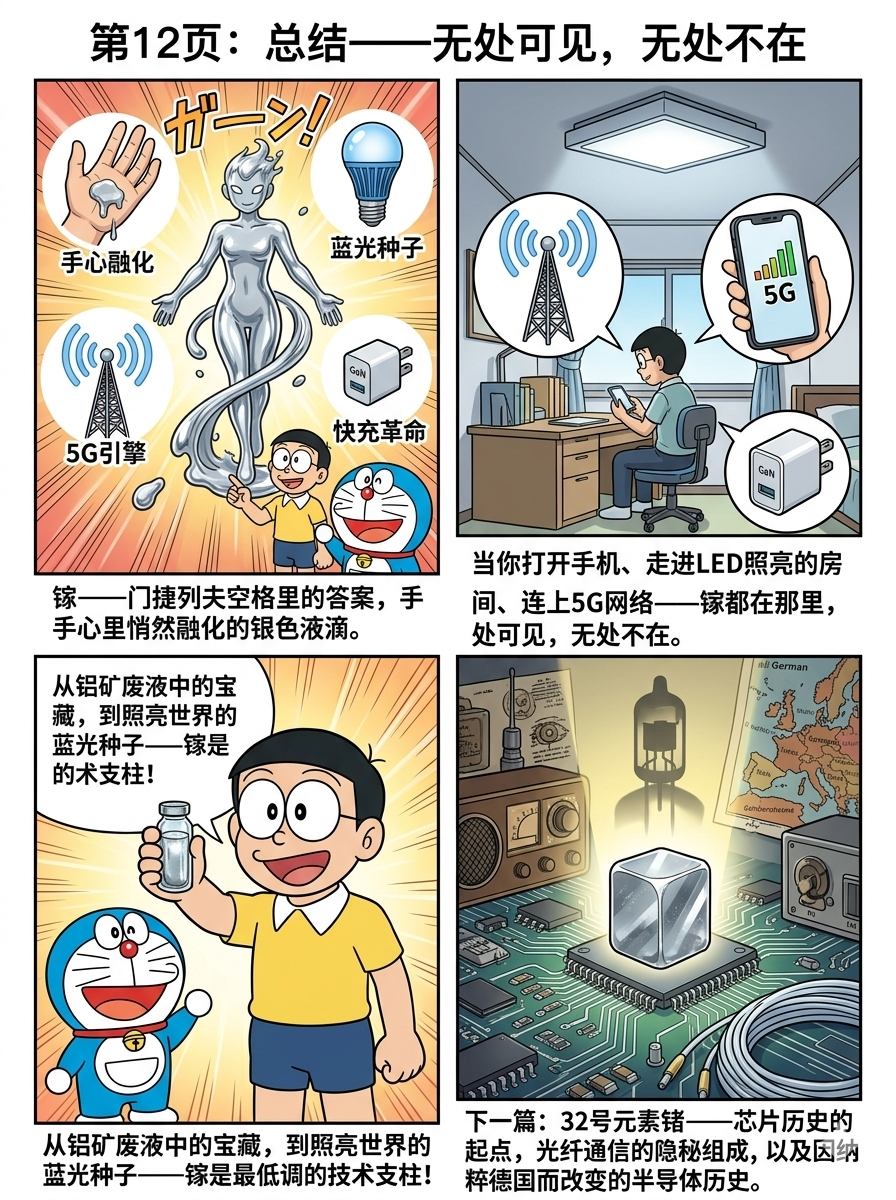 第12页：总结——无处可见，无处不在
ガーン！
手心融化
蓝光种子
5G引擎
GaN
快充革命
镓——门捷列夫空格里的答案，手
手心里悄然融化的银色液滴。
5G
GaN
当你打开手机、走进LED照亮的房
间、连上5G网络——镓都在那里，
处可见，无处不在。
从铝矿废液中的宝
藏，到照亮世界的
蓝光种子——镓是
的术支柱！
从铝矿废液中的宝藏，到照亮世界的
蓝光种子——镓是最低调的技术支柱！
German
下一篇：32号元素锗——芯片历史的
起点，光纤通信的隐秘组成，以及因纳
粹德国而改变的半导体历史。